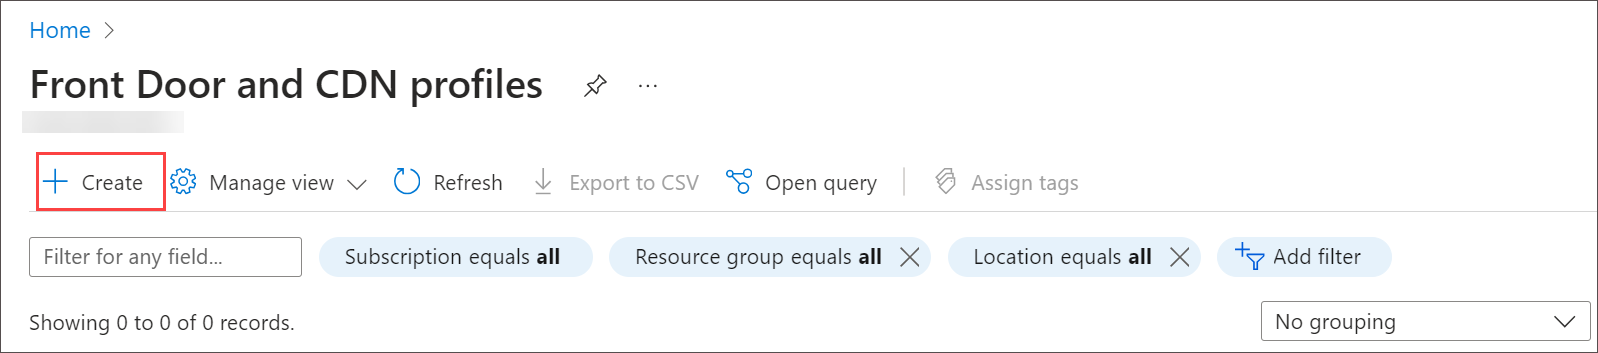 Home
Front Door and CDN profiles
Create Manage view Refresh Export to CSV Open query Assign tags
Filter for any field... Subscription equals all Resource group equals all Location equals all Add filter
Showing 0 to 0 of 0 records. No grouping